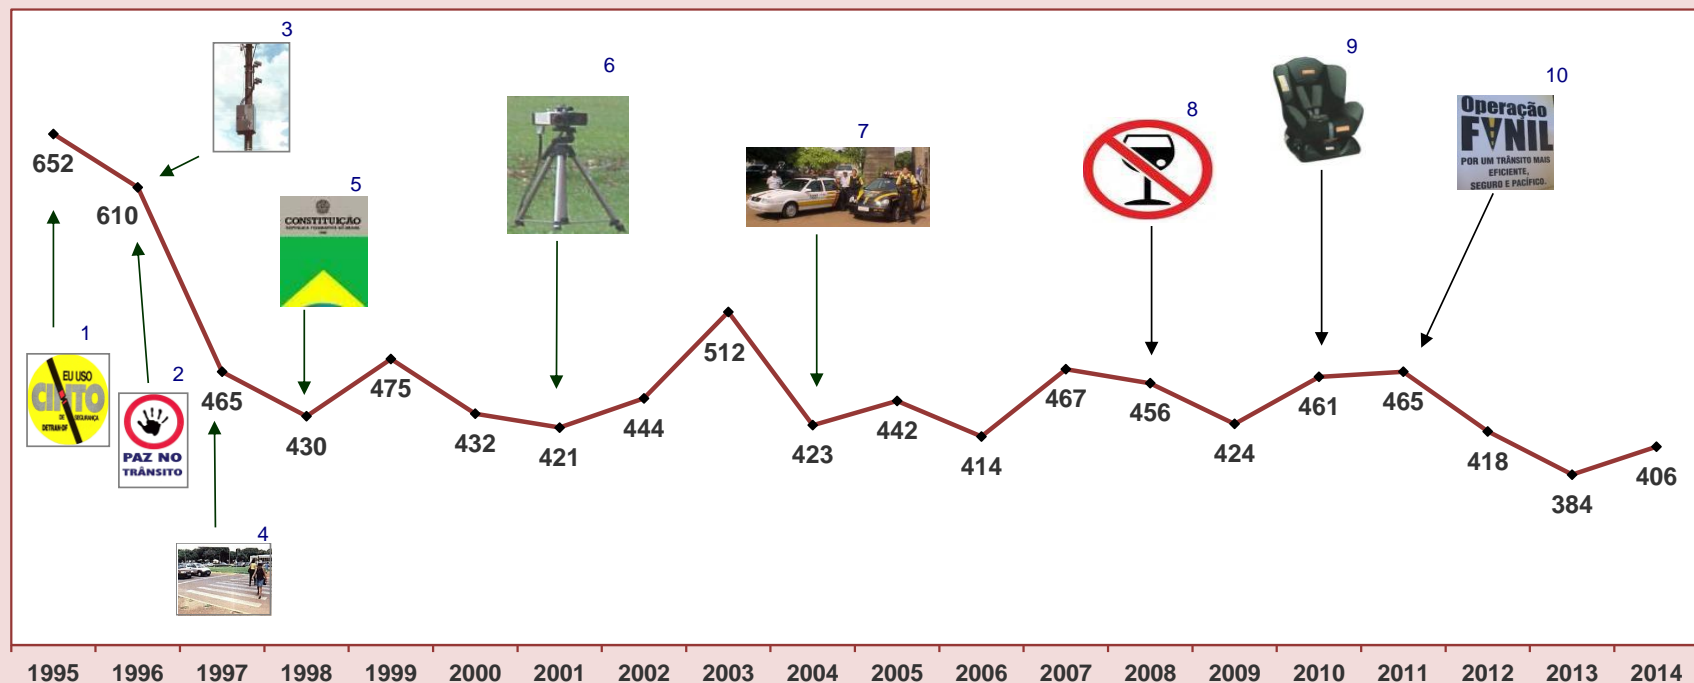 3
9
6
10
Operação
FUNIL
POR UM TRÂNSITO MAIS
EFICIENTE,
SEGURO E PACÍFICO.
8
7
652
610
5
CONSTITUIÇÃO
1
EU USO
CINTO
DE
SEGURANÇA
DETRAN-DF
2
PAZ NO
TRÂNSITO
4
465
430
475
432
421
444
512
423
442
414
467
456
424
461
465
418
384
406
1995 1996 1997 1998 1999 2000 2001 2002 2003 2004 2005 2006 2007 2008 2009 2010 2011 2012 2013 2014